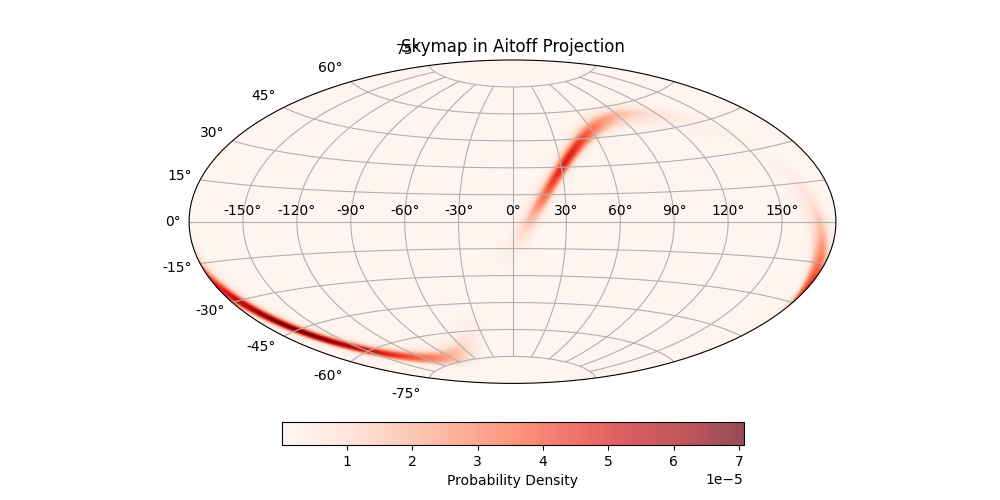 75°
Skymap in Aitoff Projection
60°
45°
30°
15°
-150° -120° -90° -60° -30° 0° 30° 60° 90° 120° 150°
0°
-15°
-30°
-45°
-60°
-75°
1 2 3 4 5 6 7
1e−5
Probability Density